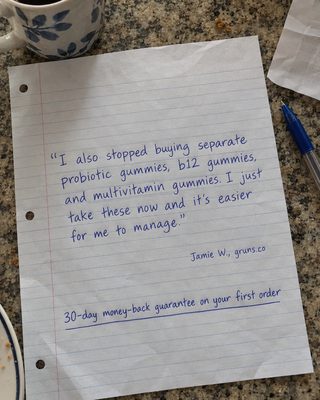 "I also stopped buying separate
probiotic gummies, b12 gummies,
and multivitamin gummies. I just
take these now and it's easier
for me to manage."
Jamie W., gruns.co
30-day money-back guarantee on your first order